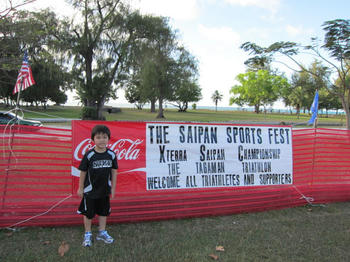 Coca-Cola
THE SAIPAN SPORTS FEST
XTERRA SAIPAN CHAMPIONSHIP
THE TAGAMAN TRIATHLON
WELCOME ALL TRIATHLETES AND SUPPORTERS